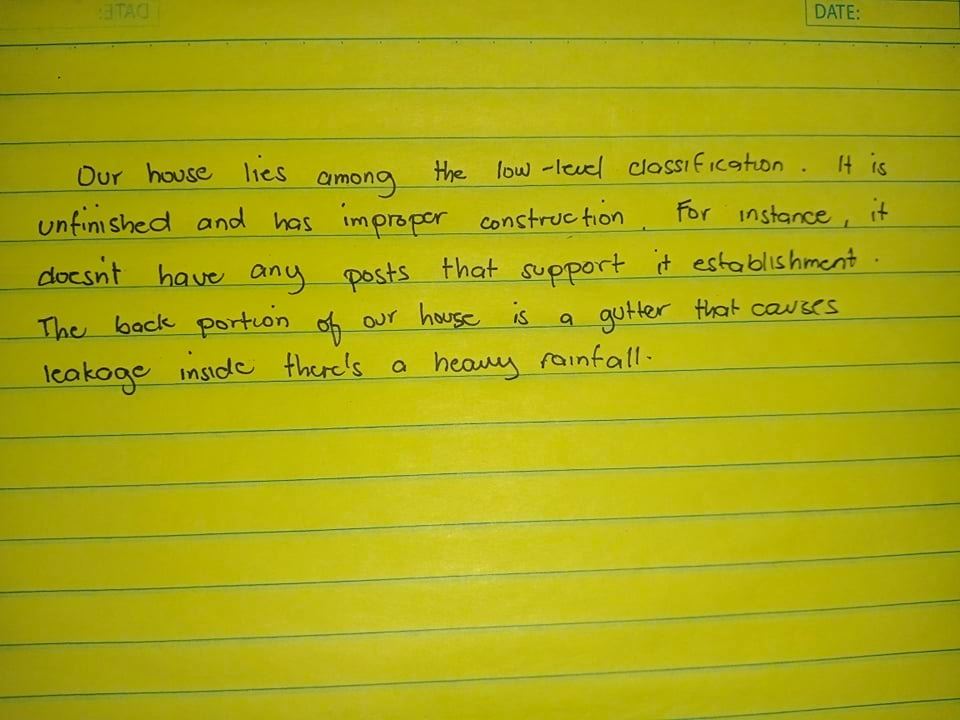 DATE:
Our house lies among the low-level classification. It is
unfinished and has improper construction. For instance, it
doesn't have any posts that support it establishment.
The back portion of our house is a gutter that causes
leakage inside there's a heavy rainfall.